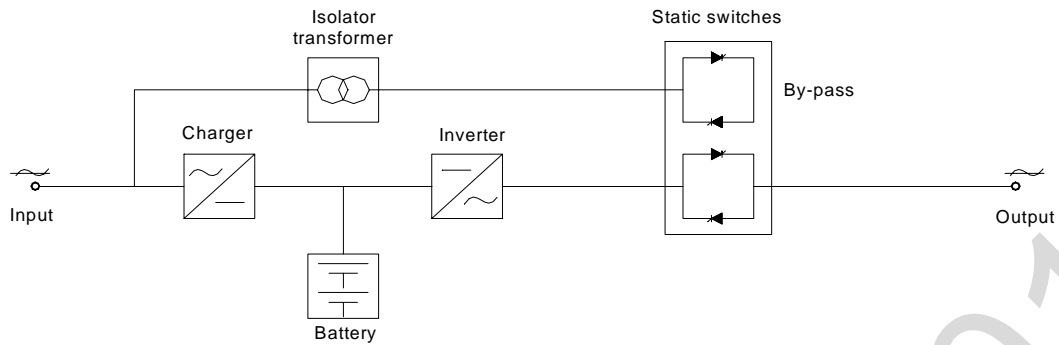 Isolator
transformer
Static switches
By-pass
Charger
Inverter
Input
Output
Battery